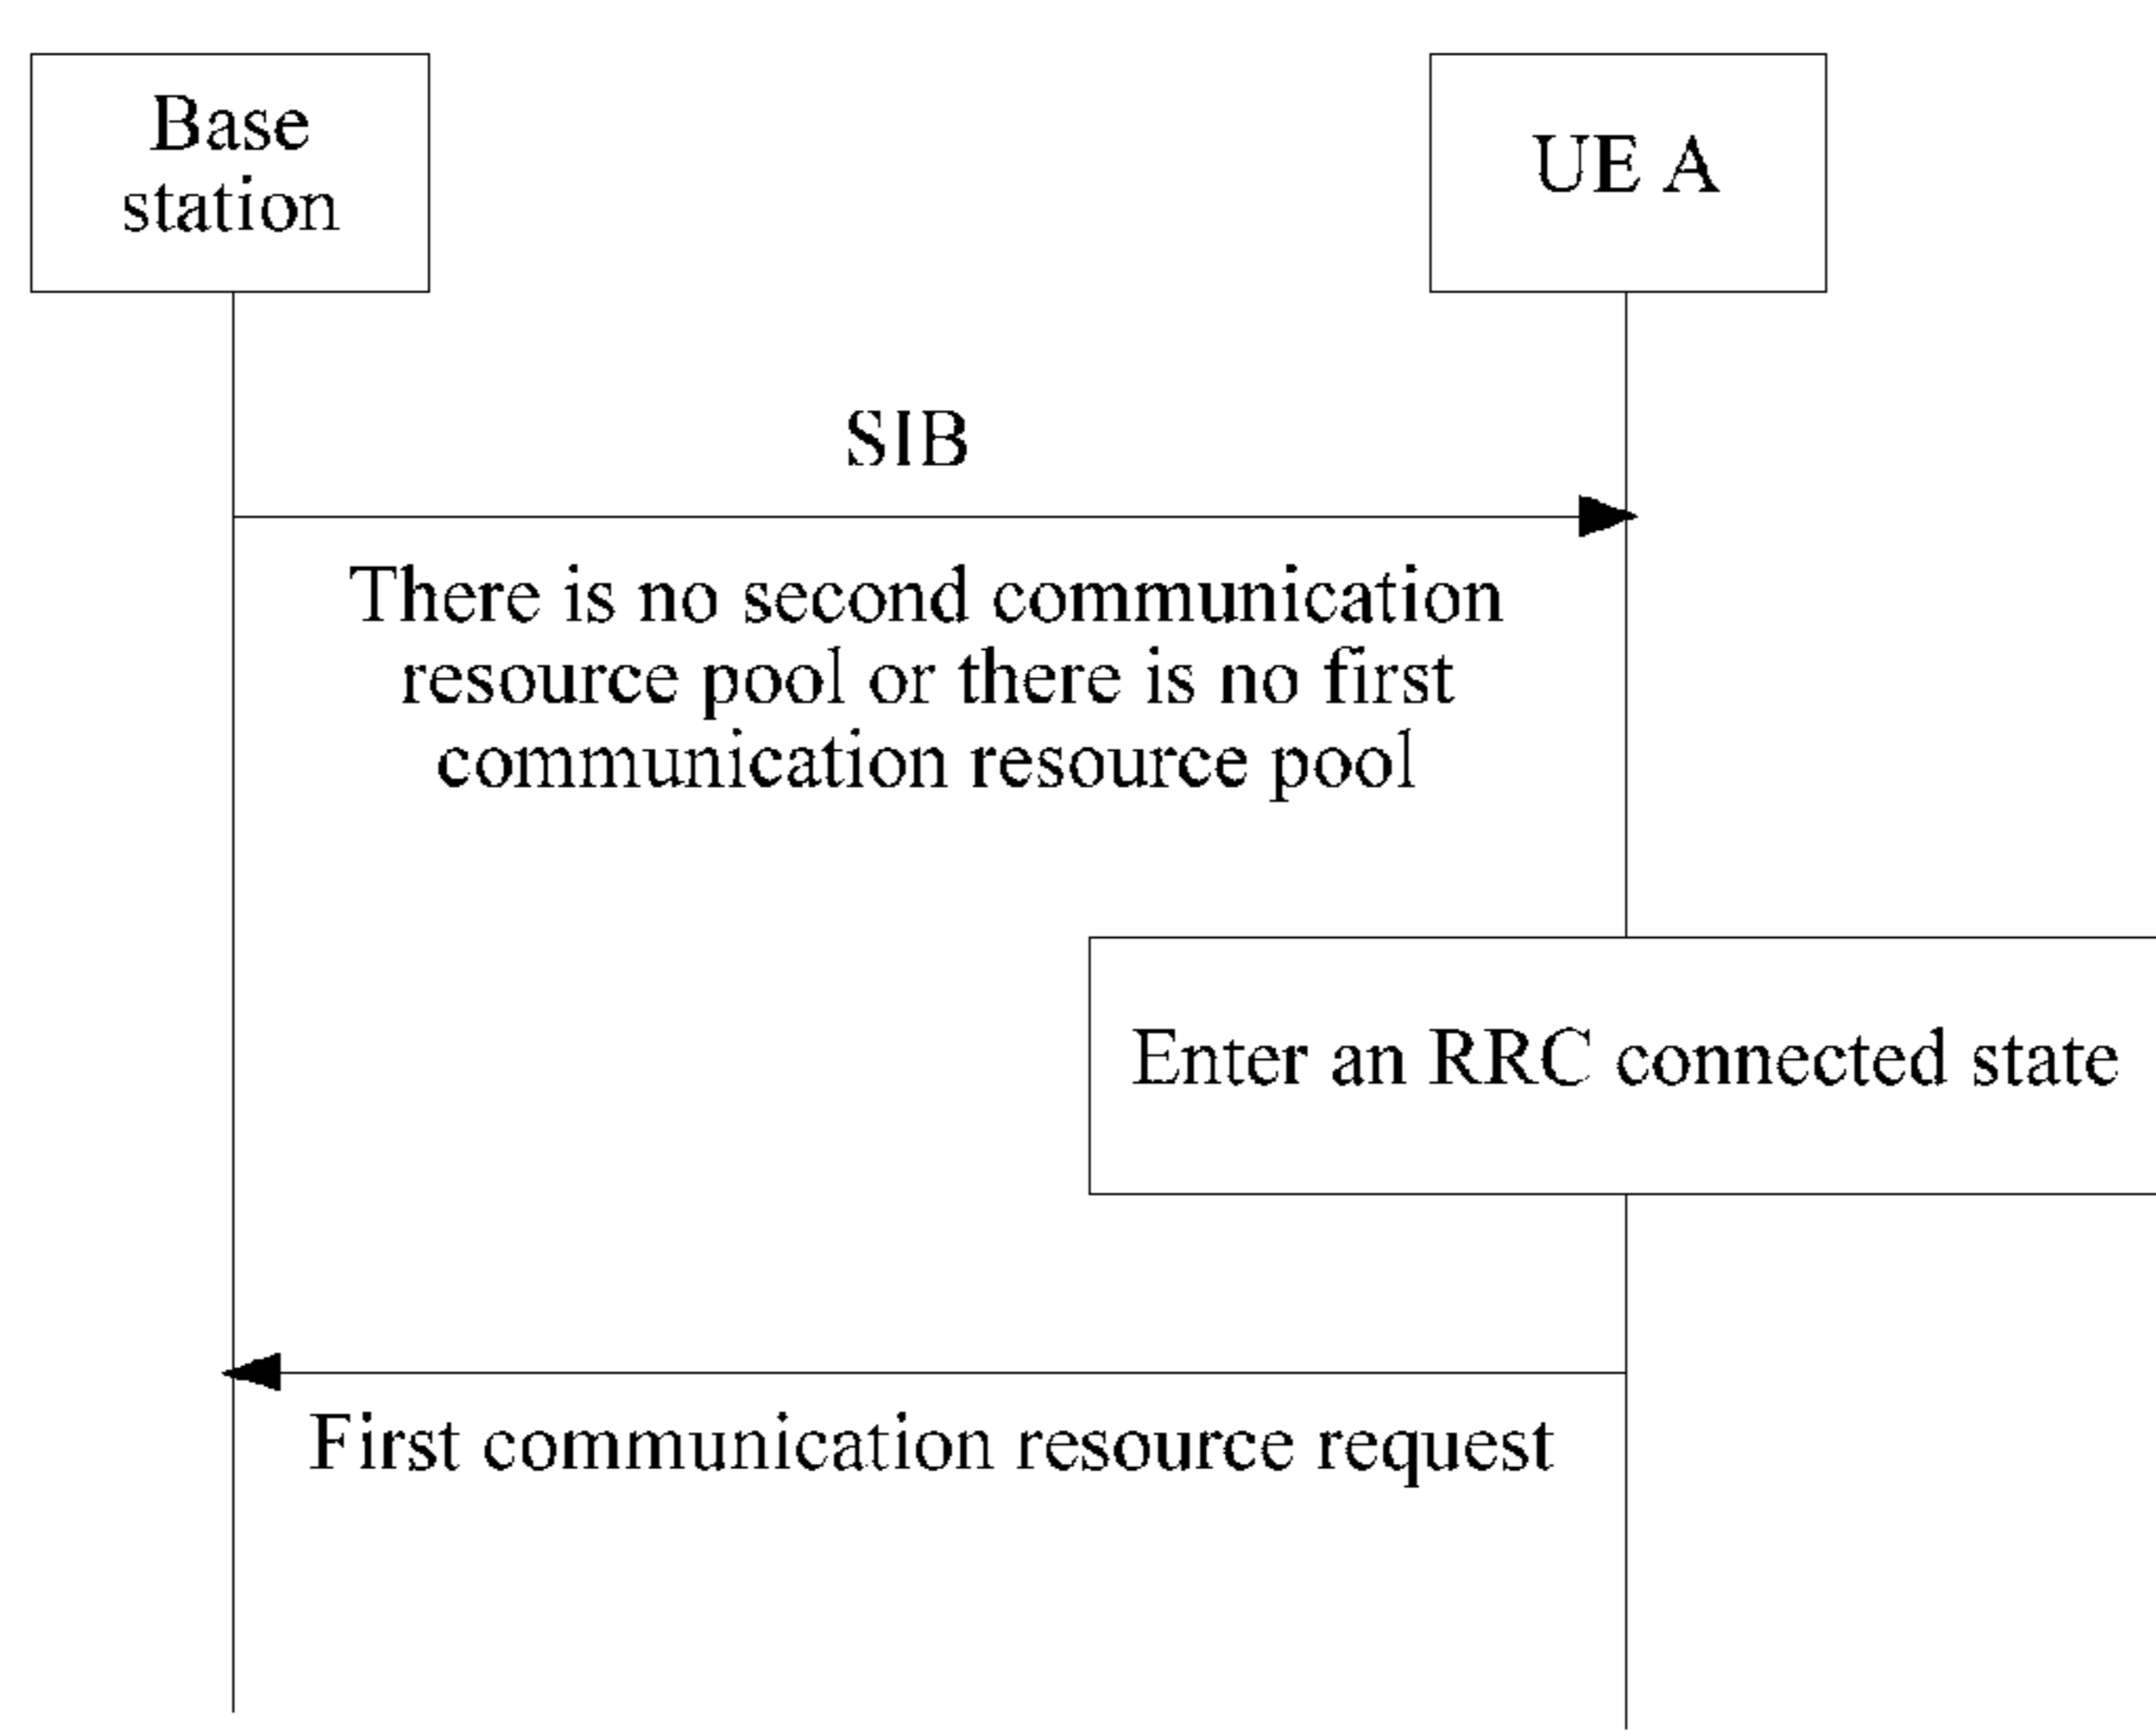 Base
station
UE A
SIB
There is no second communication
resource pool or there is no first
communication resource pool
Enter an RRC connected state
First communication resource request